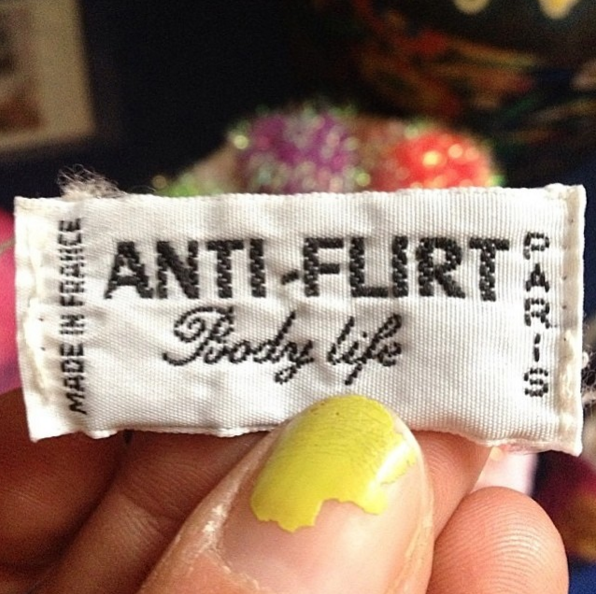 MADE IN FRANCE
ANTI-FLIRT
Body life
PARIS